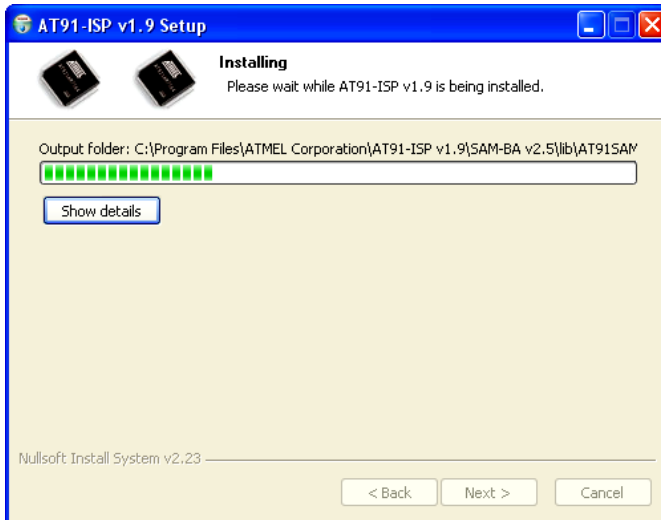 AT91-ISP v1.9 Setup
Installing
Please wait while AT91-ISP v1.9 is being installed.
Output folder: C:\Program Files\ATMEL Corporation\AT91-ISP v1.9\SAM-BA v2.5\lib\AT91SAM
Show details
Nullsoft Install System v2.23
< Back
Next >
Cancel